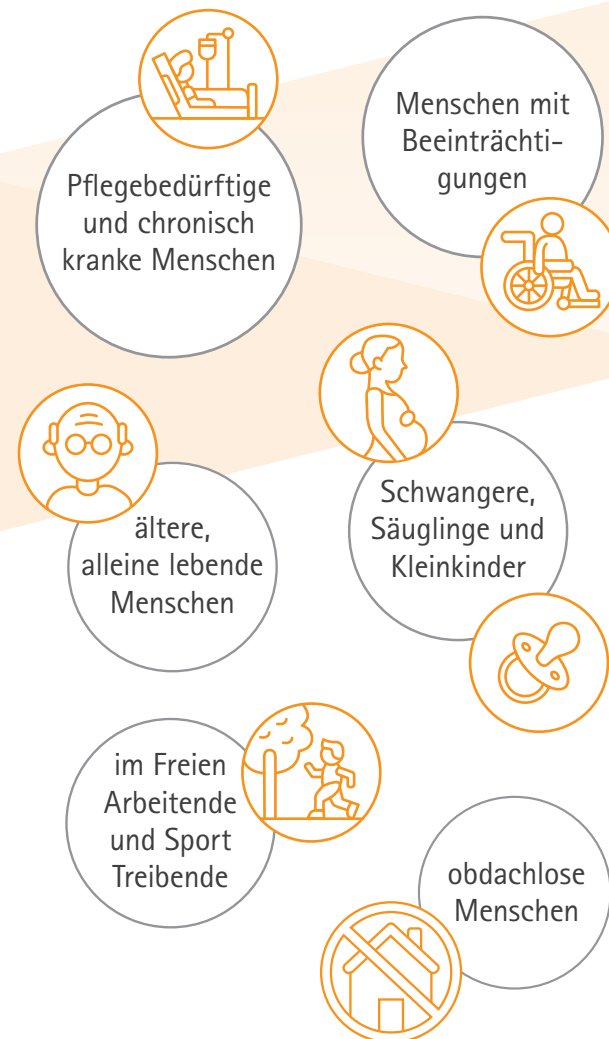 Pflegebedürftige
und chronisch
kranke Menschen
Menschen mit
Beeinträchti-
gungen
ältere,
alleine lebende
Menschen
Schwangere,
Säuglinge und
Kleinkinder
im Freien
Arbeitende
und Sport
Treibende
obdachlose
Menschen